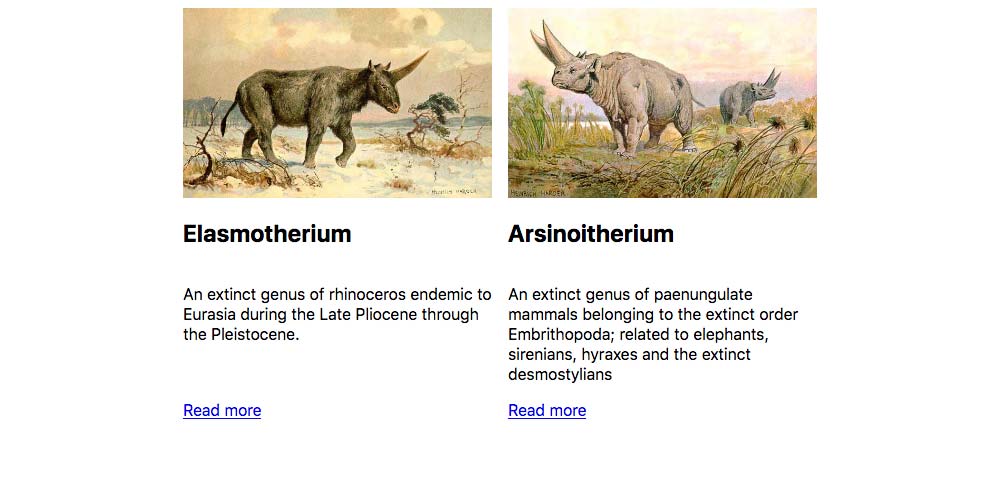 HEINRICH HARDER
HEINRICH HARDER
Elasmotherium
An extinct genus of rhinoceros endemic to
Eurasia during the Late Pliocene through
the Pleistocene.
Read more
Arsinoitherium
An extinct genus of paenungulate
mammals belonging to the extinct order
Embrithopoda; related to elephants,
sirenians, hyraxes and the extinct
desmostylians
Read more